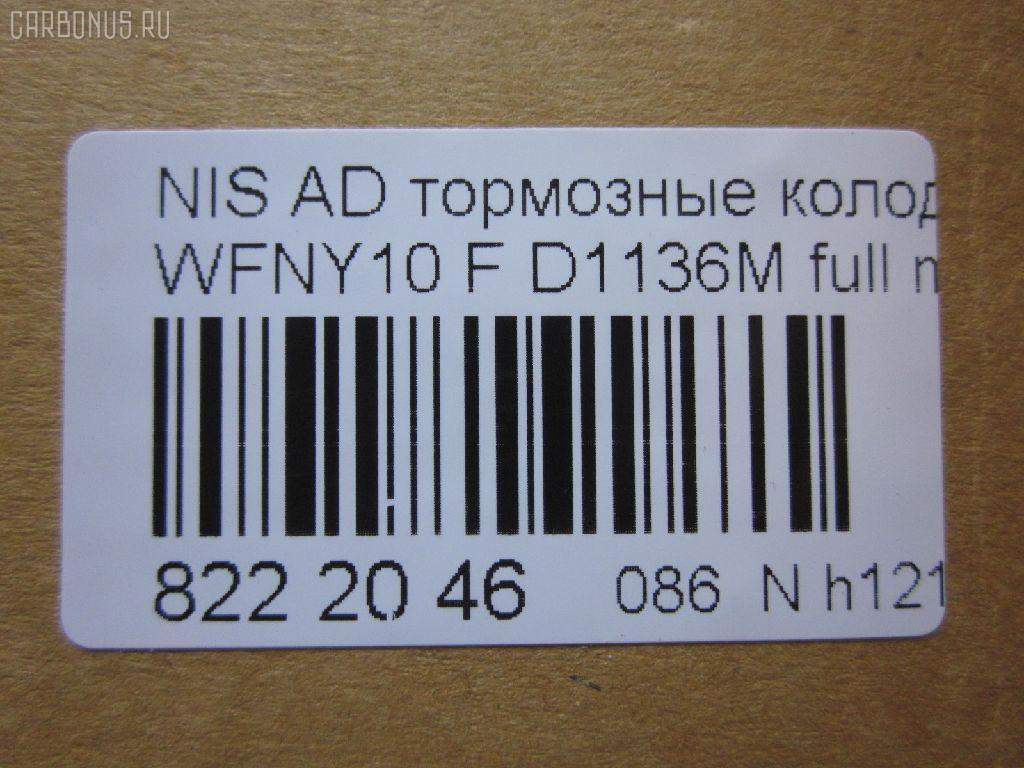 CARBONUS.RU
NIS AD тормозные колод
WFNY10 F D1136M full
822 20 46 086 N h121